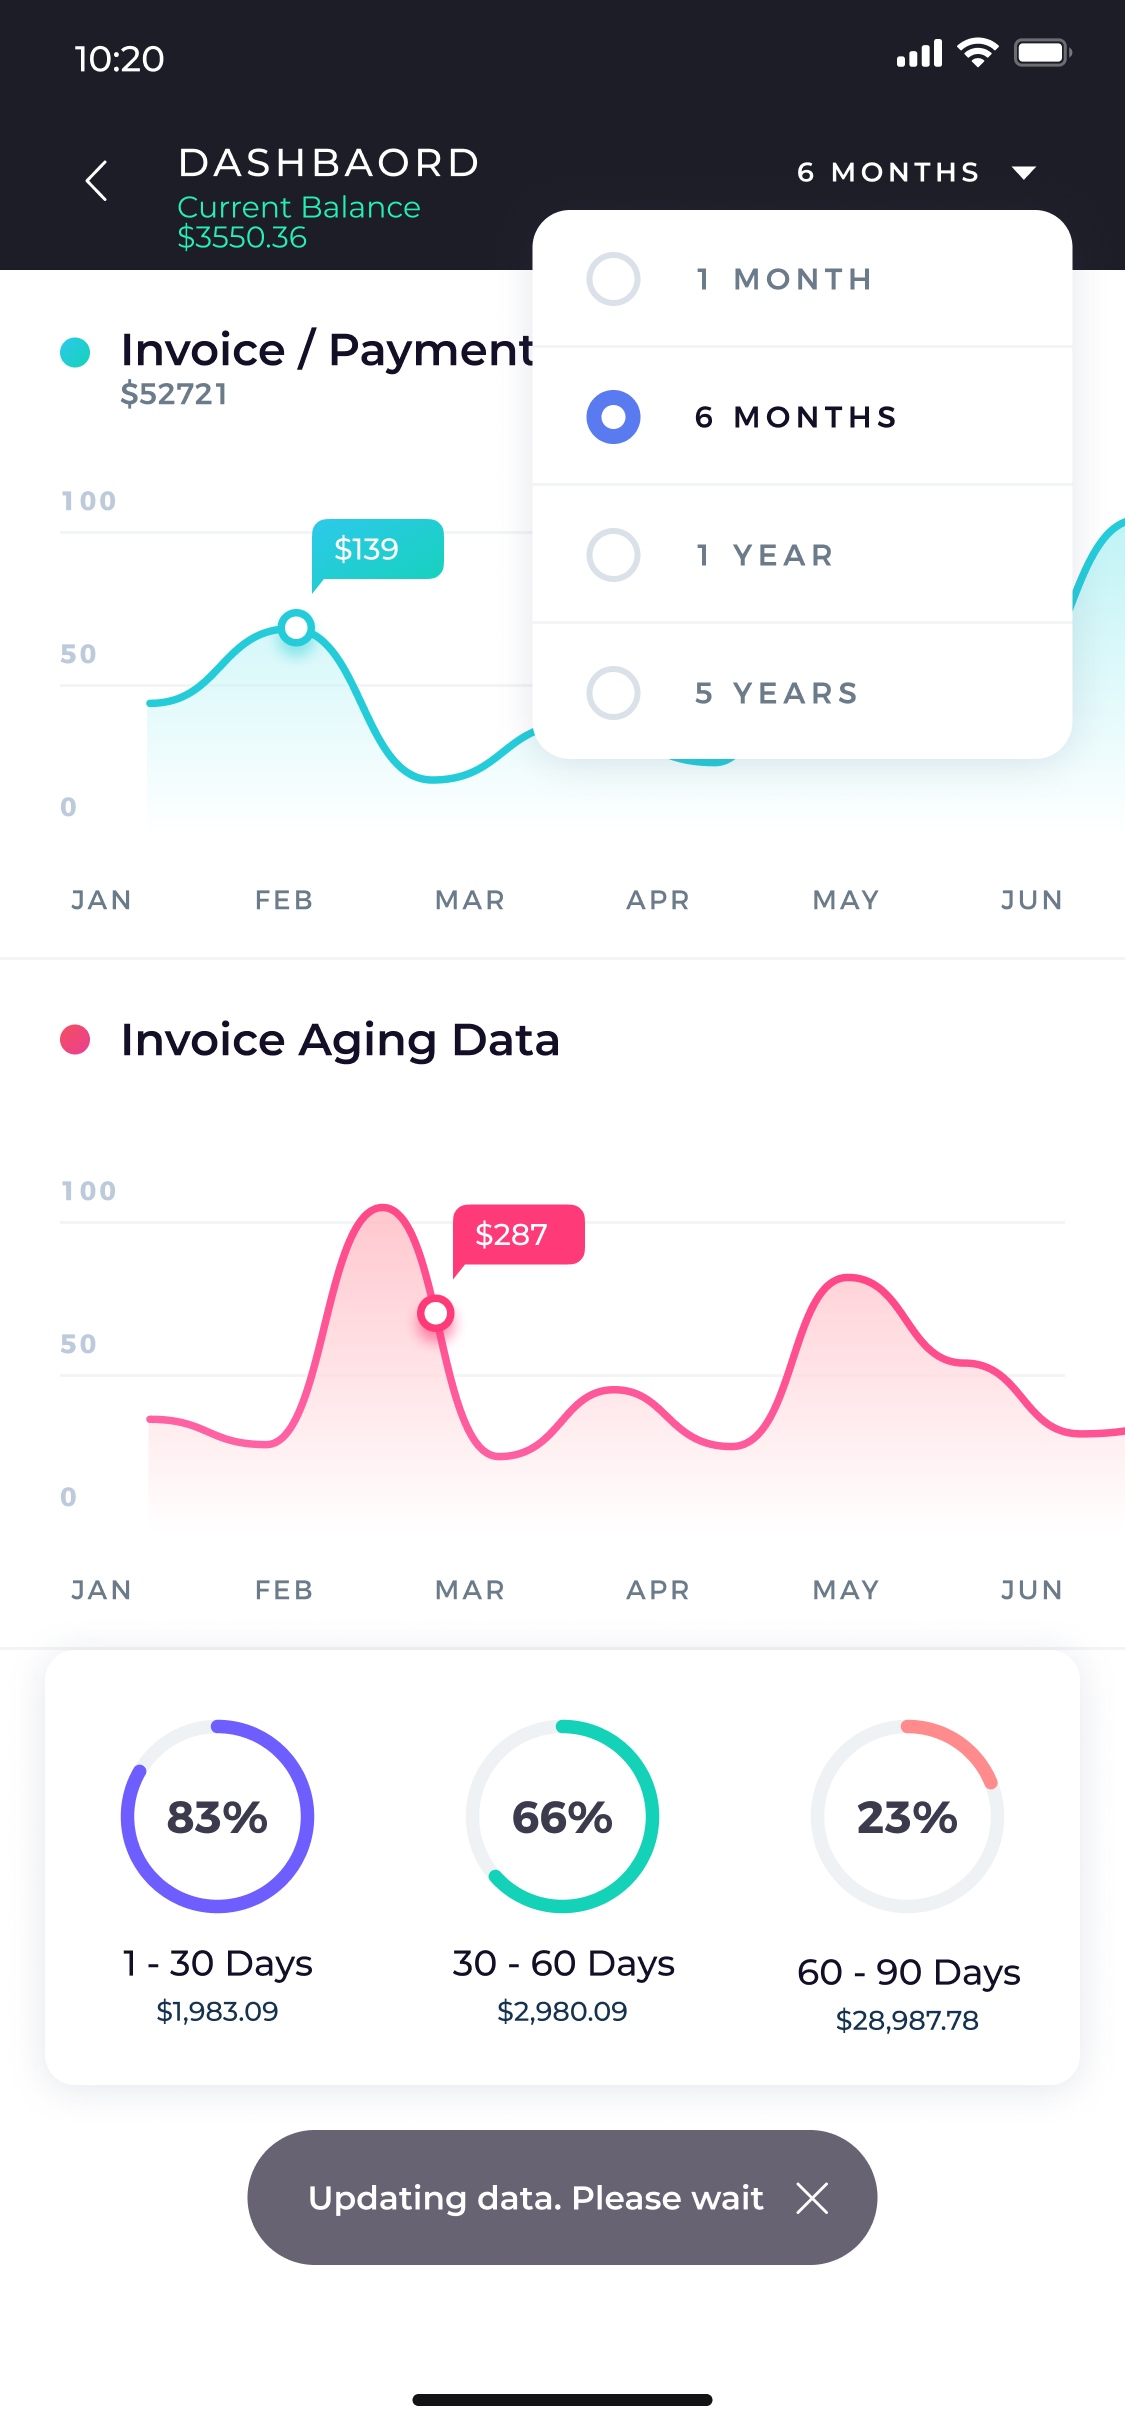 10:20
DASHBAORD
6 MONTHS
Current Balance
$3550.36
1 MONTH
6 MONTHS
1 YEAR
5 YEARS
Invoice / Payment
$52721
100
$139
50
0
JAN FEB MAR APR MAY JUN
Invoice Aging Data
100
$287
50
0
JAN FEB MAR APR MAY JUN
83% 66% 23%
1 - 30 Days 30 - 60 Days 60 - 90 Days
$1,983.09 $2,980.09 $28,987.78
Updating data. Please wait